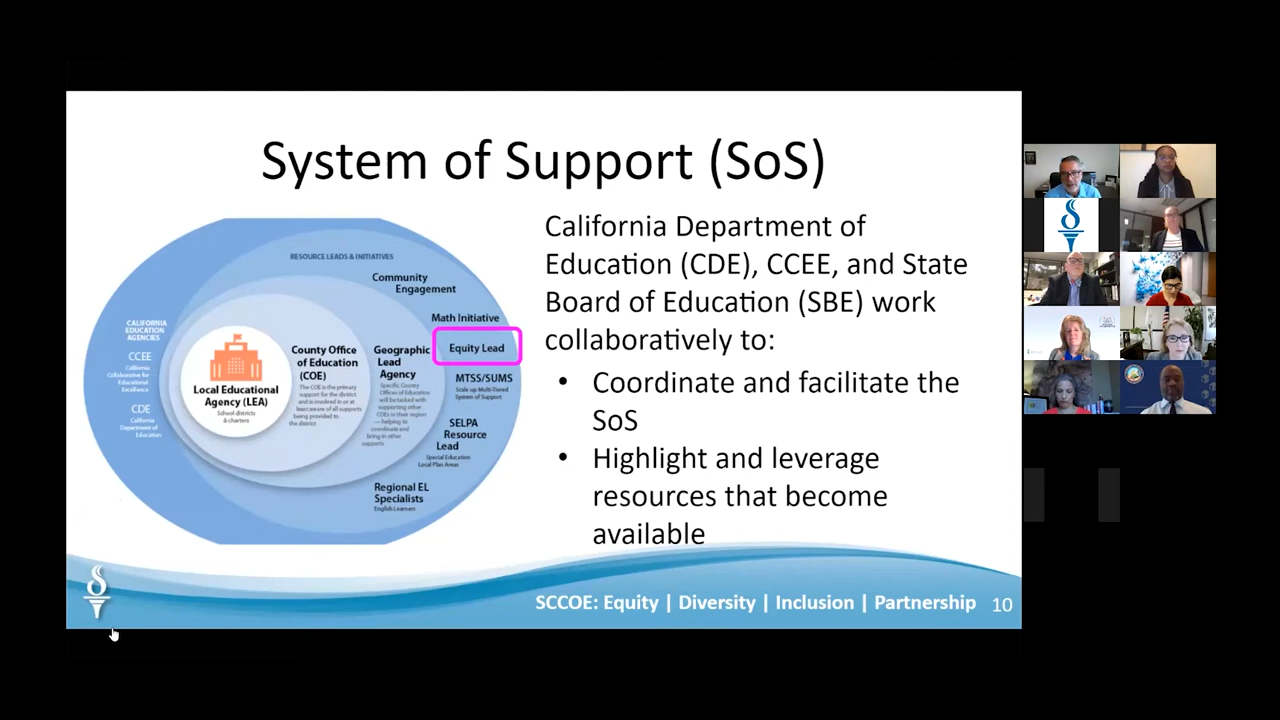 System of Support (SoS)
RESOURCE LEADS & INITIATIVES
Community
Engagement
Math Initiative
Equity Lead
MTSS/SUMS
Scale up Multi-Tiered
System of Support
SELPA
Resource
Lead
Special Education
Local Plan Areas
Regional EL
Specialists
English Learners
CALIFORNIA
EDUCATION
AGENCIES
CCEE
California
Collaborative for
Educational
Excellence
CDE
California
Department of
Education
Local Educational
Agency (LEA)
School districts
& charters
County Office
of Education
(COE)
The COE is the primary
support for the district
and is involved in or at
least aware of all supports
being provided to
the district
Geographic
Lead
Agency
Specific County
Offices of Education
will be tasked with
supporting other
COEs in their region
— helping to
coordinate and
bring in other
supports
California Department of
Education (CDE), CCEE, and State
Board of Education (SBE) work
collaboratively to:
• Coordinate and facilitate the
SoS
• Highlight and leverage
resources that become
available
SCCOE: Equity | Diversity | Inclusion | Partnership 10